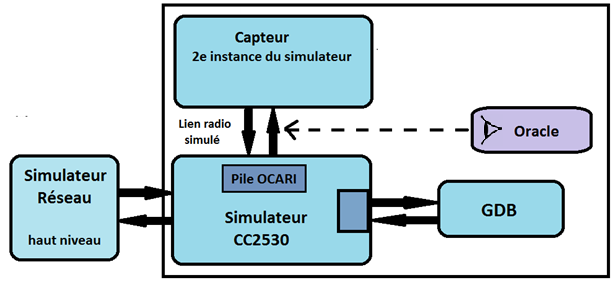 Capteur
2e instance du simulateur
Lien radio
simulé
Oracle
Pile OCARI
Simulateur
Réseau
haut niveau
Simulateur
CC2530
GDB